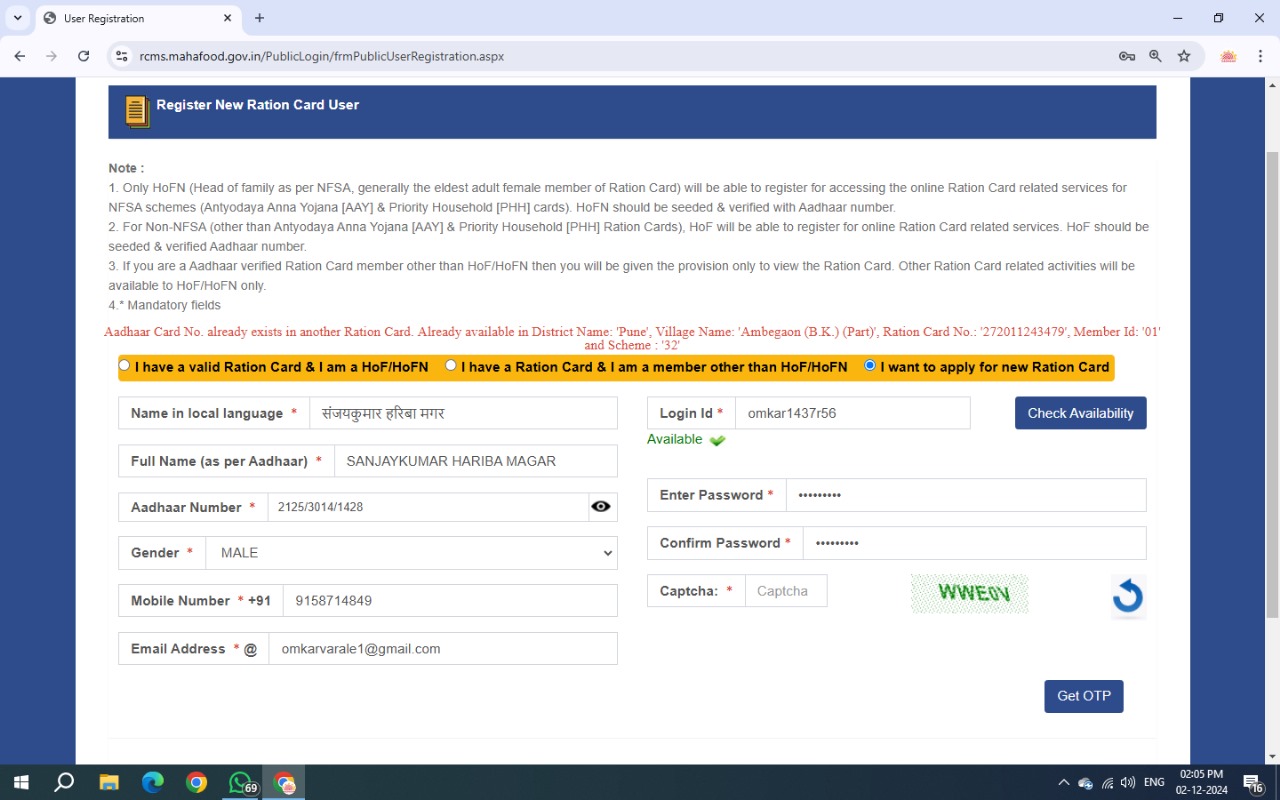 User Registration
rcms.mahafood.gov.in/PublicLogin/frmPublicUserRegistration.aspx
Register New Ration Card User
Note :
1. Only HoFN (Head of family as per NFSA, generally the eldest adult female member of Ration Card) will be able to register for accessing the online Ration Card related services for
NFSA schemes (Antyodaya Anna Yojana [AAY] & Priority Household [PHH] cards). HoFN should be seeded & verified with Aadhaar number.
2. For Non-NFSA (other than Antyodaya Anna Yojana [AAY] & Priority Household [PHH] Ration Cards), HoF will be able to register for online Ration Card related services. HoF should be
seeded & verified Aadhaar number.
3. If you are a Aadhaar verified Ration Card member other than HoF/HoFN then you will be given the provision only to view the Ration Card. Other Ration Card related activities will be
available to HoF/HoFN only.
4.* Mandatory fields
Aadhaar Card No. already exists in another Ration Card. Already available in District Name: 'Pune', Village Name: 'Ambegaon (B.K.) (Part)', Ration Card No.: '272011243479', Member Id: '01'
and Scheme : '32'
I have a valid Ration Card & I am a HoF/HoFN I have a Ration Card & I am a member other than HoF/HoFN I want to apply for new Ration Card
Name in local language * संजयकुमार हरिबा मगर
Full Name (as per Aadhaar) * SANJAYKUMAR HARIBA MAGAR
Aadhaar Number * 2125/3014/1428
Gender * MALE
Mobile Number * +91 9158714849
Email Address * @ omkarvarale1@gmail.com
Login Id * omkar1437r56 Check Availability
Available
Enter Password * •••••••••
Confirm Password * •••••••••
Captcha: * Captcha WWE0V
Get OTP
69
ENG
02:05 PM
02-12-2024
16